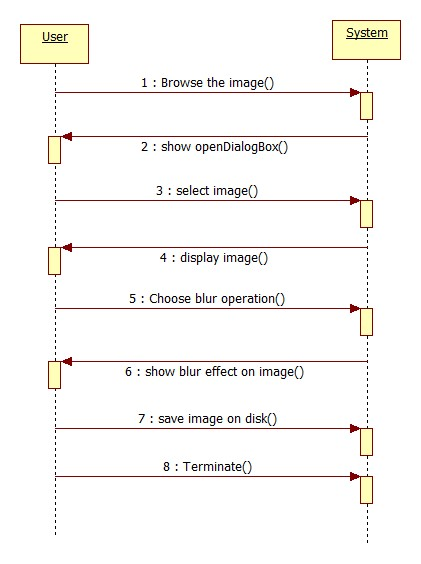 User
System
1 : Browse the image()
2 : show openDialogBox()
3 : select image()
4 : display image()
5 : Choose blur operation()
6 : show blur effect on image()
7 : save image on disk()
8 : Terminate()